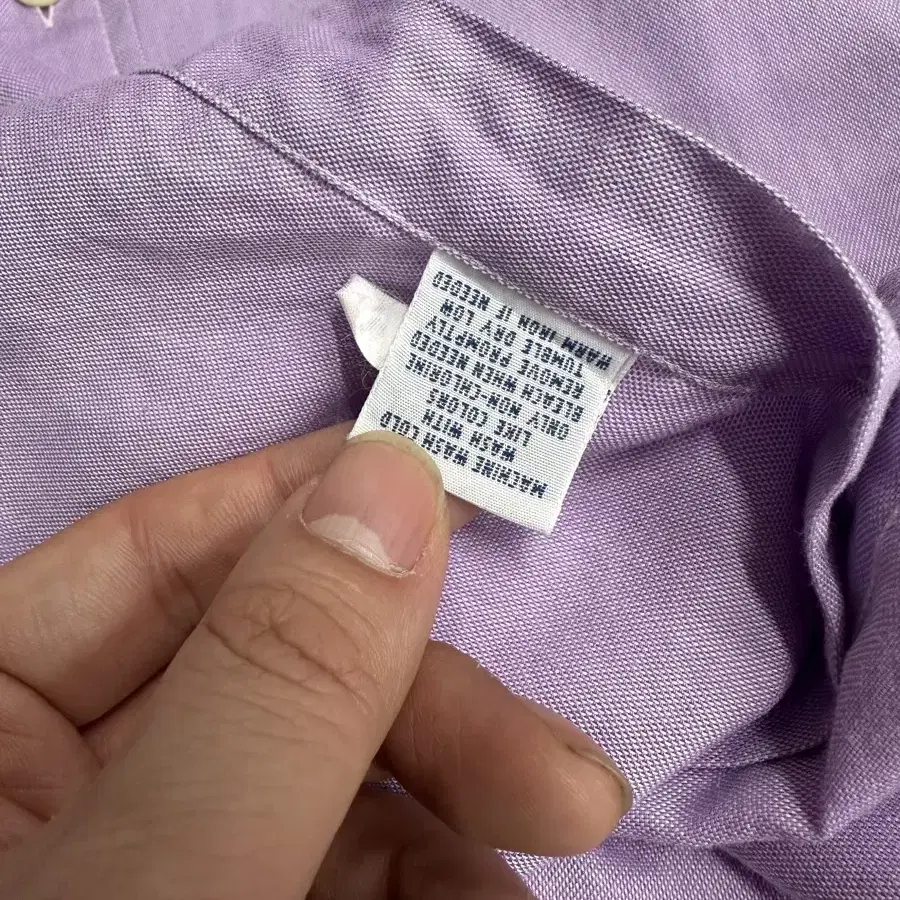 MACHINE WASH COLD
WASH WITH
LIKE COLORS
ONLY NON-CHLORINE
BLEACH WHEN NEEDED
REMOVE PROMPTLY
TUMBLE DRY LOW
WARM IRON IF NEEDED